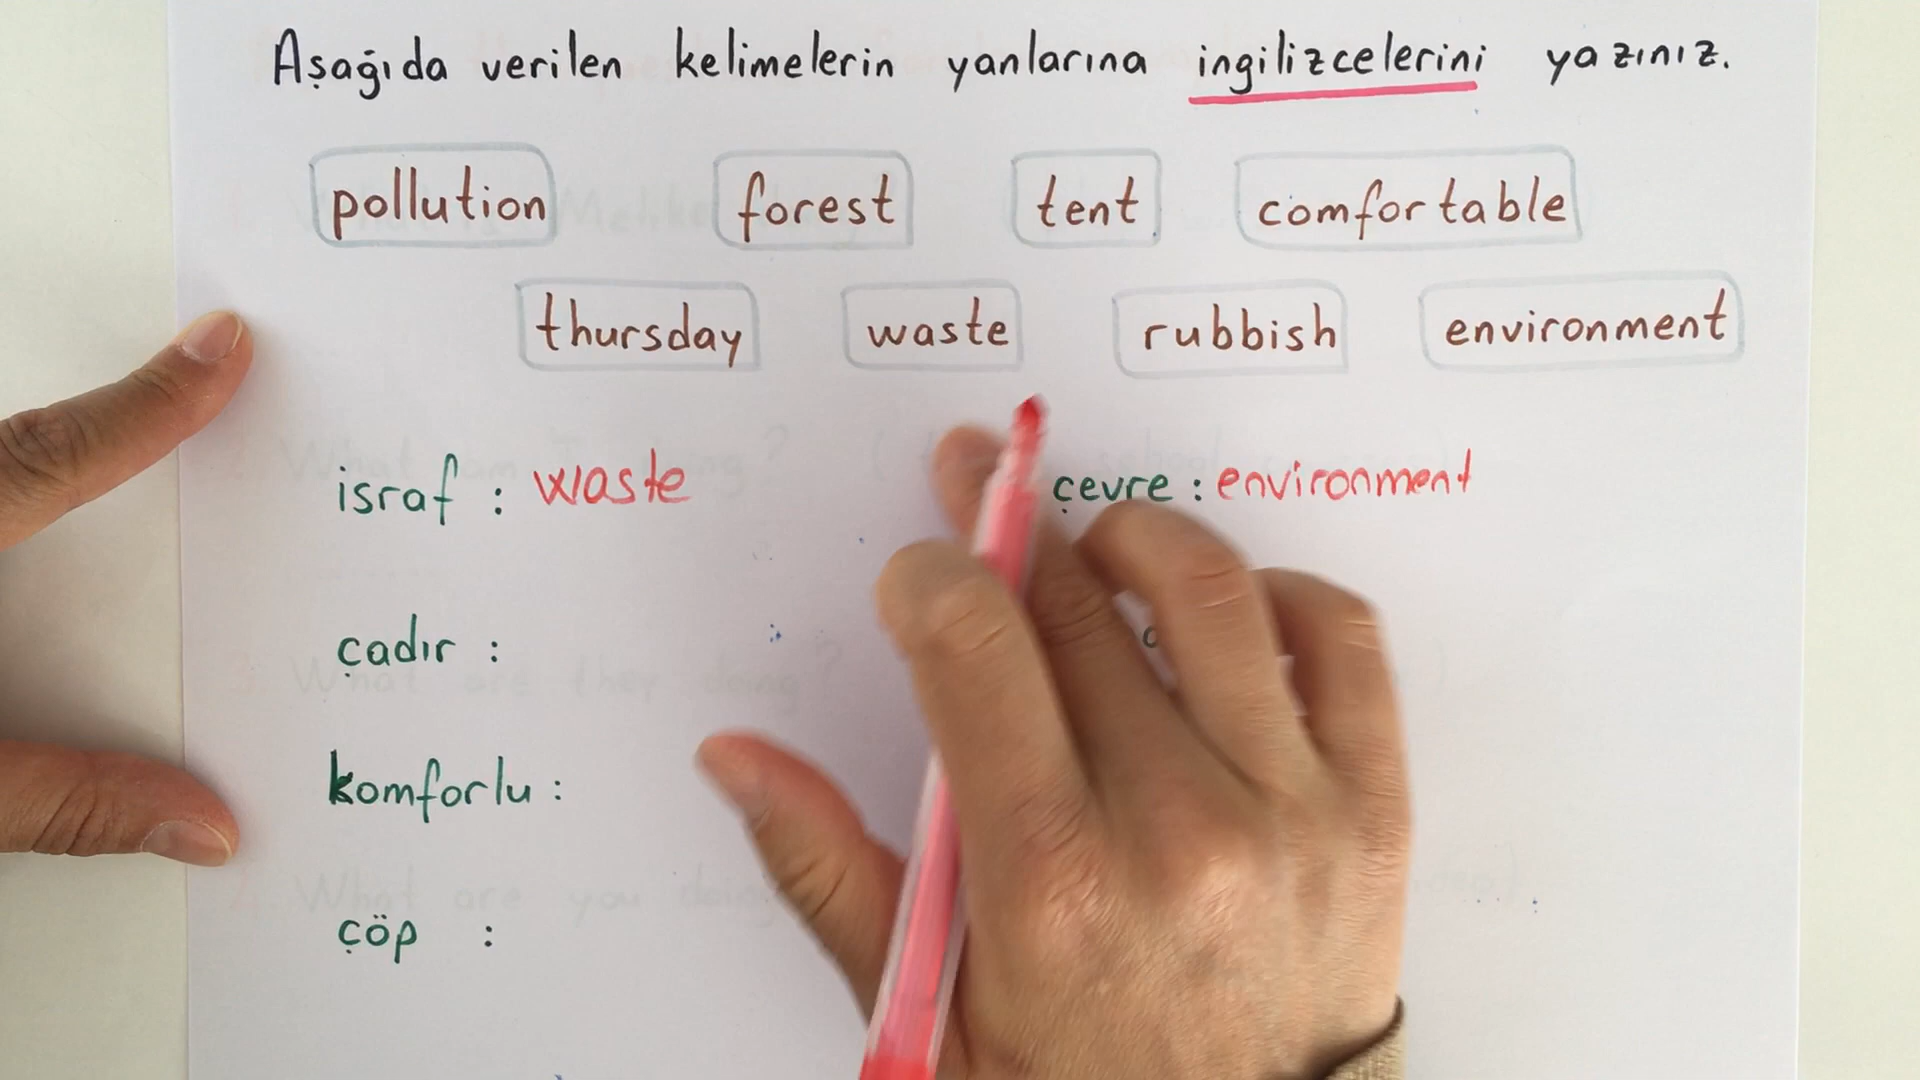 Aşağıda verilen kelimelerin yanlarına ingilizcelerini yazınız.
pollution forest tent comfortable
thursday waste rubbish environment
israf : waste çevre : environment
çadır :
komforlu :
çöp :